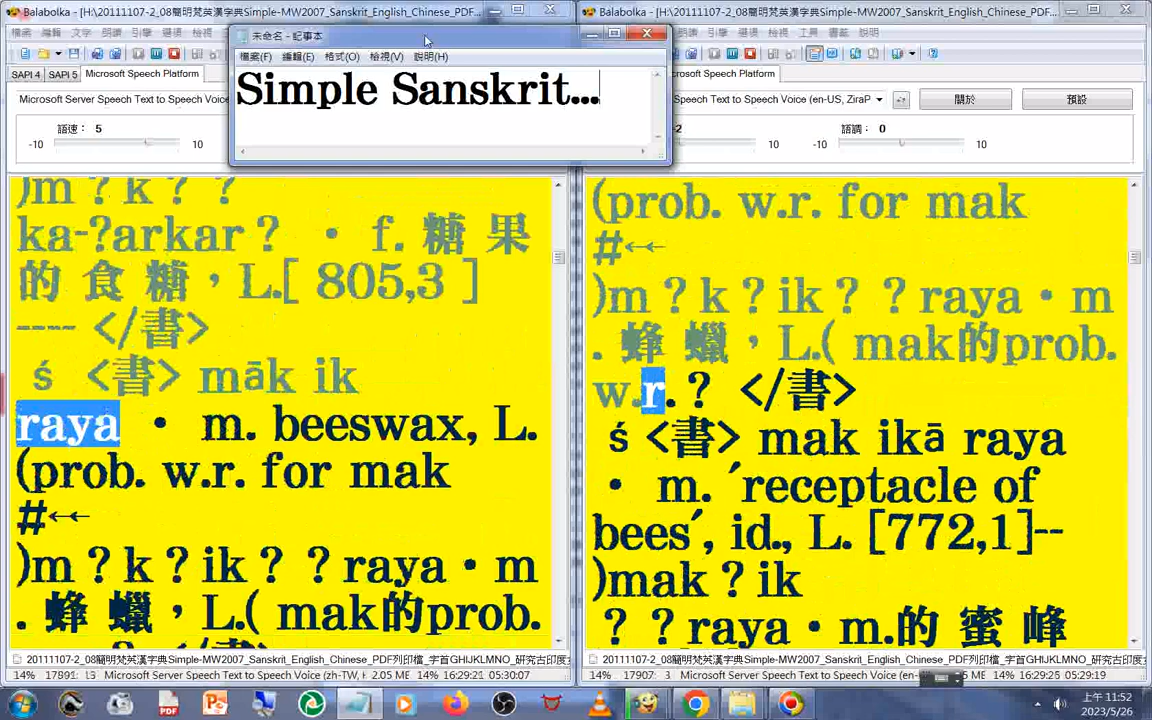 Balabolka - [H:\20111107-2_08簡明梵英漢字典Simple-MW2007_Sanskrit_English_Chinese_PDF...
Balabolka - [H:\20111107-2_08簡明梵英漢字典Simple-MW2007_Sanskrit_English_Chinese_PDF...
未命名 - 記事本
檔案(F) 編輯(E) 格式(O) 檢視(V) 說明(H)
Simple Sanskrit...
SAPI 4 SAPI 5 Microsoft Speech Platform
Microsoft Server Speech Text to Speech Voice
語速： 5
-10 10
Speech Text to Speech Voice (en-US, ZiraP
關於 預設
-2 語調： 0
10 -10 10
)m ? k ? ?
ka-?arkar ? • f. 糖 果
的 食 糖，L.[ 805,3 ]
---- </書>
ś <書> māk ik
raya • m. beeswax, L.
(prob. w.r. for mak
#←←
)m ? k ? ik ? ? raya • m
. 蜂 蠟，L.( mak的prob.
(prob. w.r. for mak
#←←
)m ? k ? ik ? ? raya • m
. 蜂 蠟，L.( mak的prob.
w.r. ? </書>
ś <書> mak ikā raya
• m. ´receptacle of
bees´, id., L. [772,1]--
)mak ? ik
? ? raya • m.的 蜜 峰
20111107-2_08簡明梵英漢字典Simple-MW2007_Sanskrit_English_Chinese_PDF列印檔_字首GHIJKLMNO_研究古印度
20111107-2_08簡明梵英漢字典Simple-MW2007_Sanskrit_English_Chinese_PDF列印檔_字首GHIJKLMNO_研究古印度
14% 17991: 13 Microsoft Server Speech Text to Speech Voice (zh-TW, H 2.05 ME 14% 16:29:21 05:30:07
14% 17907: 3 Microsoft Server Speech Text to Speech Voice ME 14% 16:29:21 05:29:19
上午 11:52
2023/5/26